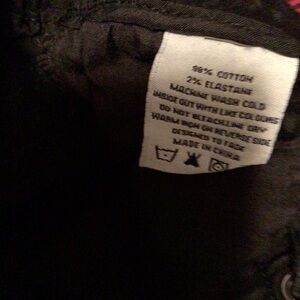 98% COTTON
2% ELASTANE
MACHINE WASH COLD
INSIDE OUT WITH LIKE COLOURS
DO NOT BLEACH.LINE DRY
WARM IRON ON REVERSE SIDE
DESIGNED TO FADE
MADE IN CHINA